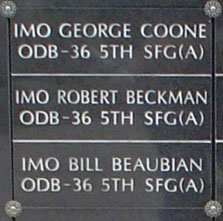 IMO GEORGE COONE
ODB-36 5TH SFG(A)
IMO ROBERT BECKMAN
ODB-36 5TH SFG(A)
IMO BILL BEAUBIAN
ODB-36 5TH SFG(A)